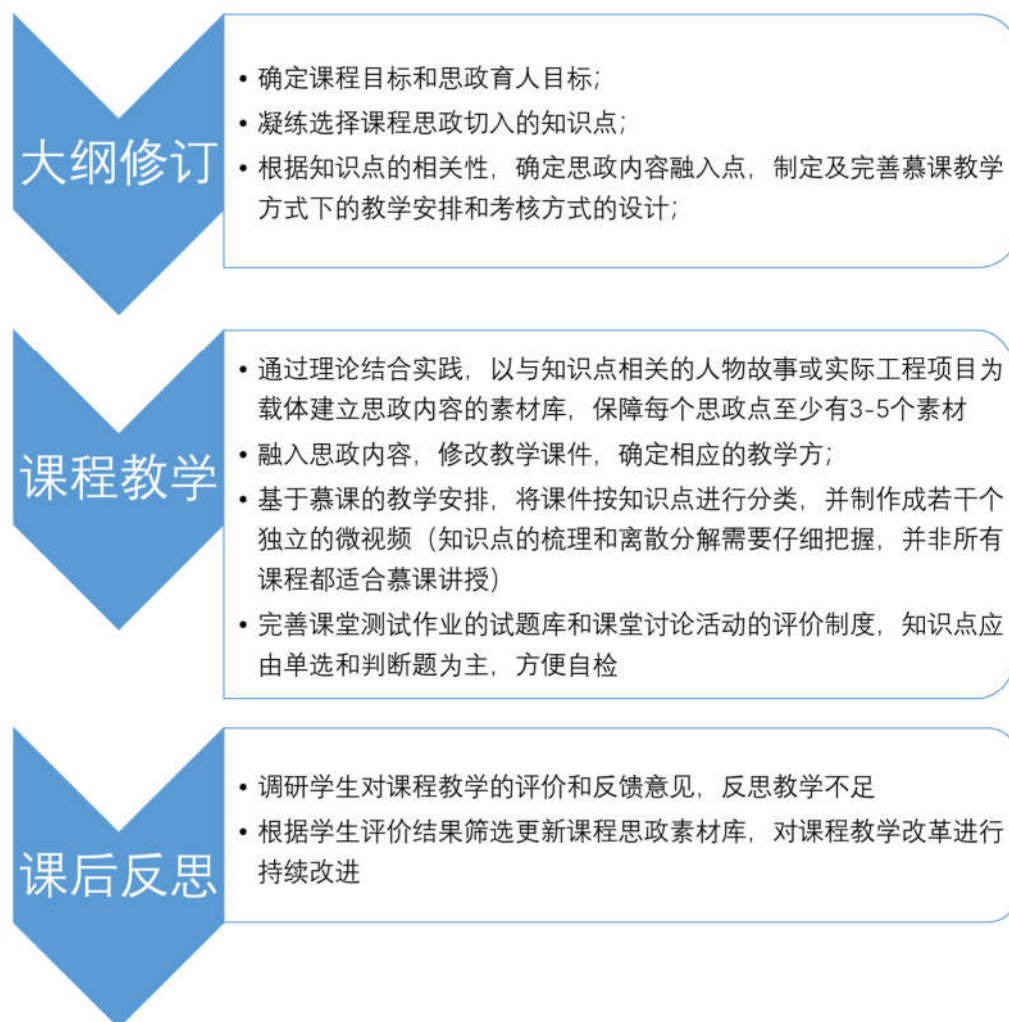 大纲修订
• 确定课程目标和思政育人目标；
• 凝练选择课程思政切入的知识点；
• 根据知识点的相关性，确定思政内容融入点，制定及完善慕课教学
方式下的教学安排和考核方式的设计；
课程教学
• 通过理论结合实践，以与知识点相关的人物故事或实际工程项目为
载体建立思政内容的素材库，保障每个思政点至少有3-5个素材
• 融入思政内容，修改教学课件，确定相应的教学方；
• 基于慕课的教学安排，将课件按知识点进行分类，并制作成若干个
独立的微视频（知识点的梳理和离散分解需要仔细把握，并非所有
课程都适合慕课讲授）
• 完善课堂测试作业的试题库和课堂讨论活动的评价制度，知识点应
由单选和判断题为主，方便自检
课后反思
• 调研学生对课程教学的评价和反馈意见，反思教学不足
• 根据学生评价结果筛选更新课程思政素材库，对课程教学改革进行
持续改进